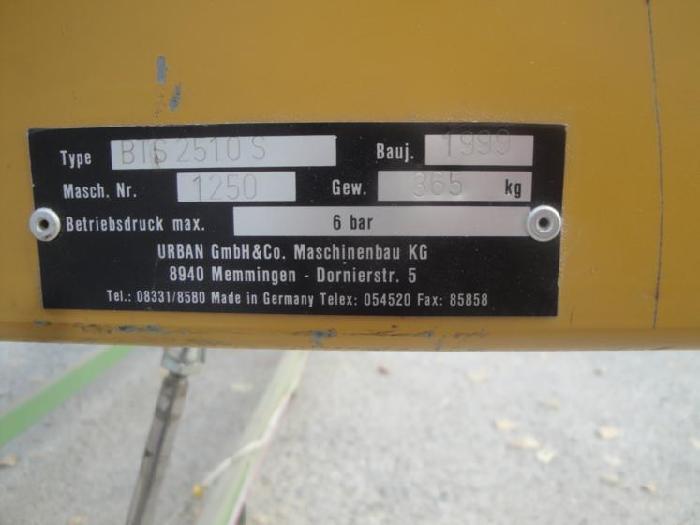 Type BTS 2510 S Bauj. 1999
Masch. Nr. 1250 Gew. 365 kg
Betriebsdruck max. 6 bar
URBAN GmbH&Co. Maschinenbau KG
8940 Memmingen - Dornierstr. 5
Tel.: 08331/8580 Made in Germany Telex: 054520 Fax: 85858